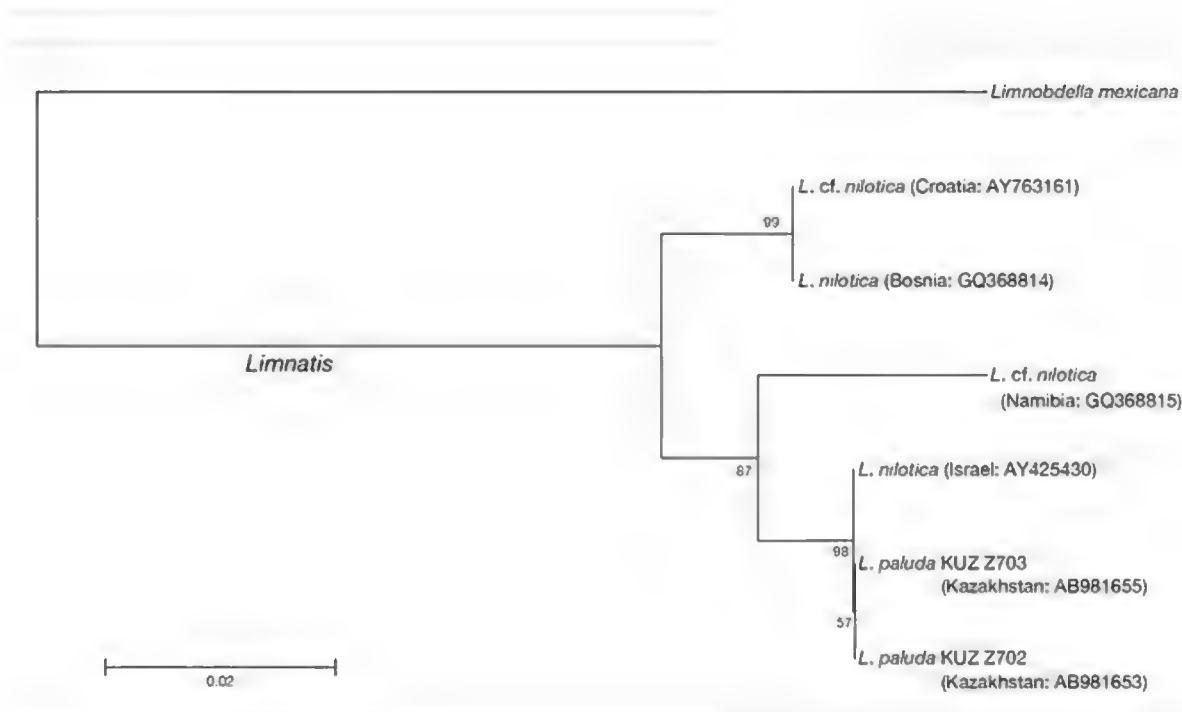 Limnobdella mexicana
L. cf. nilotica (Croatia: AY763161)
99
L. nilotica (Bosnia: GQ368814)
Limnatis
L. cf. nilotica
(Namibia: GQ368815)
87
L. nilotica (Israel: AY425430)
98
L. paluda KUZ Z703
(Kazakhstan: AB981655)
57
L. paluda KUZ Z702
(Kazakhstan: AB981653)
0.02